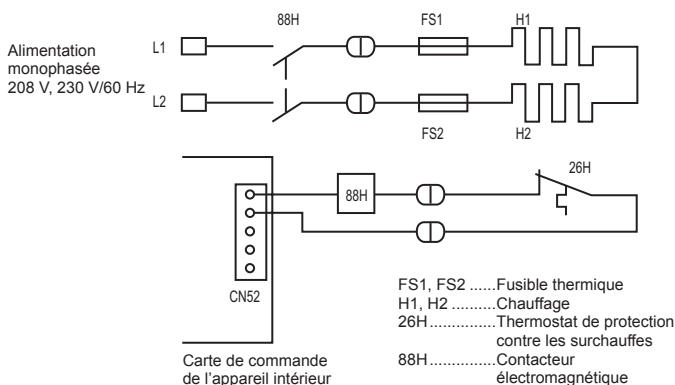 88H
FS1
H1
Alimentation
monophasée
208 V, 230 V/60 Hz
L1
L2
FS2
H2
26H
88H
CN52
Carte de commande
de l'appareil intérieur
FS1, FS2 ......Fusible thermique
H1, H2 ..........Chauffage
26H...............Thermostat de protection
contre les surchauffes
88H...............Contacteur
électromagnétique